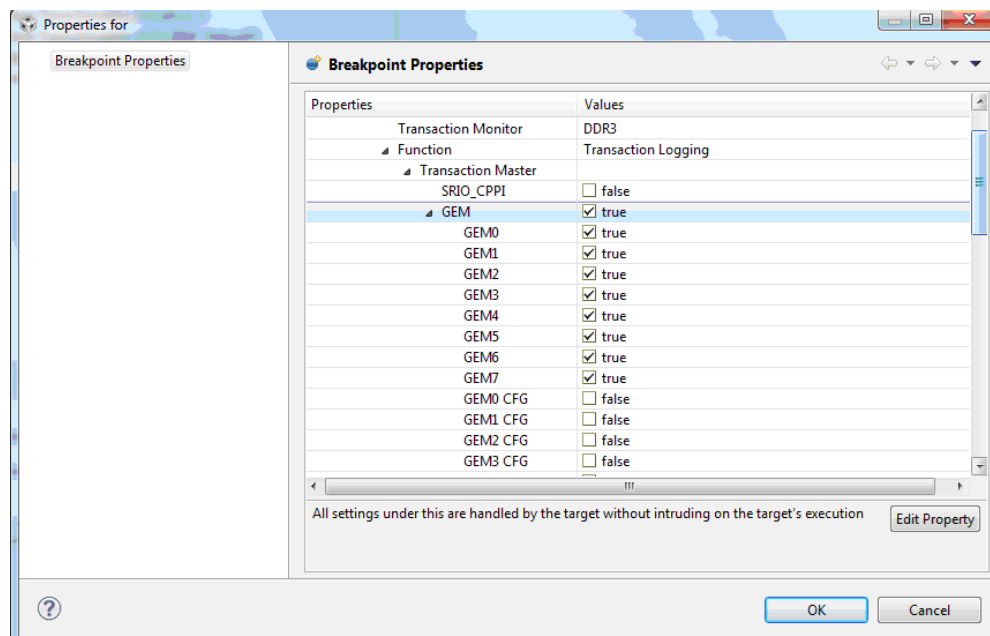 Properties for
Breakpoint Properties
Breakpoint Properties
Properties Values
Transaction Monitor DDR3
Function Transaction Logging
Transaction Master
SRIO_CPPI false
GEM true
GEM0 true
GEM1 true
GEM2 true
GEM3 true
GEM4 true
GEM5 true
GEM6 true
GEM7 true
GEM0 CFG false
GEM1 CFG false
GEM2 CFG false
GEM3 CFG false
All settings under this are handled by the target without intruding on the target's execution
Edit Property
OK Cancel